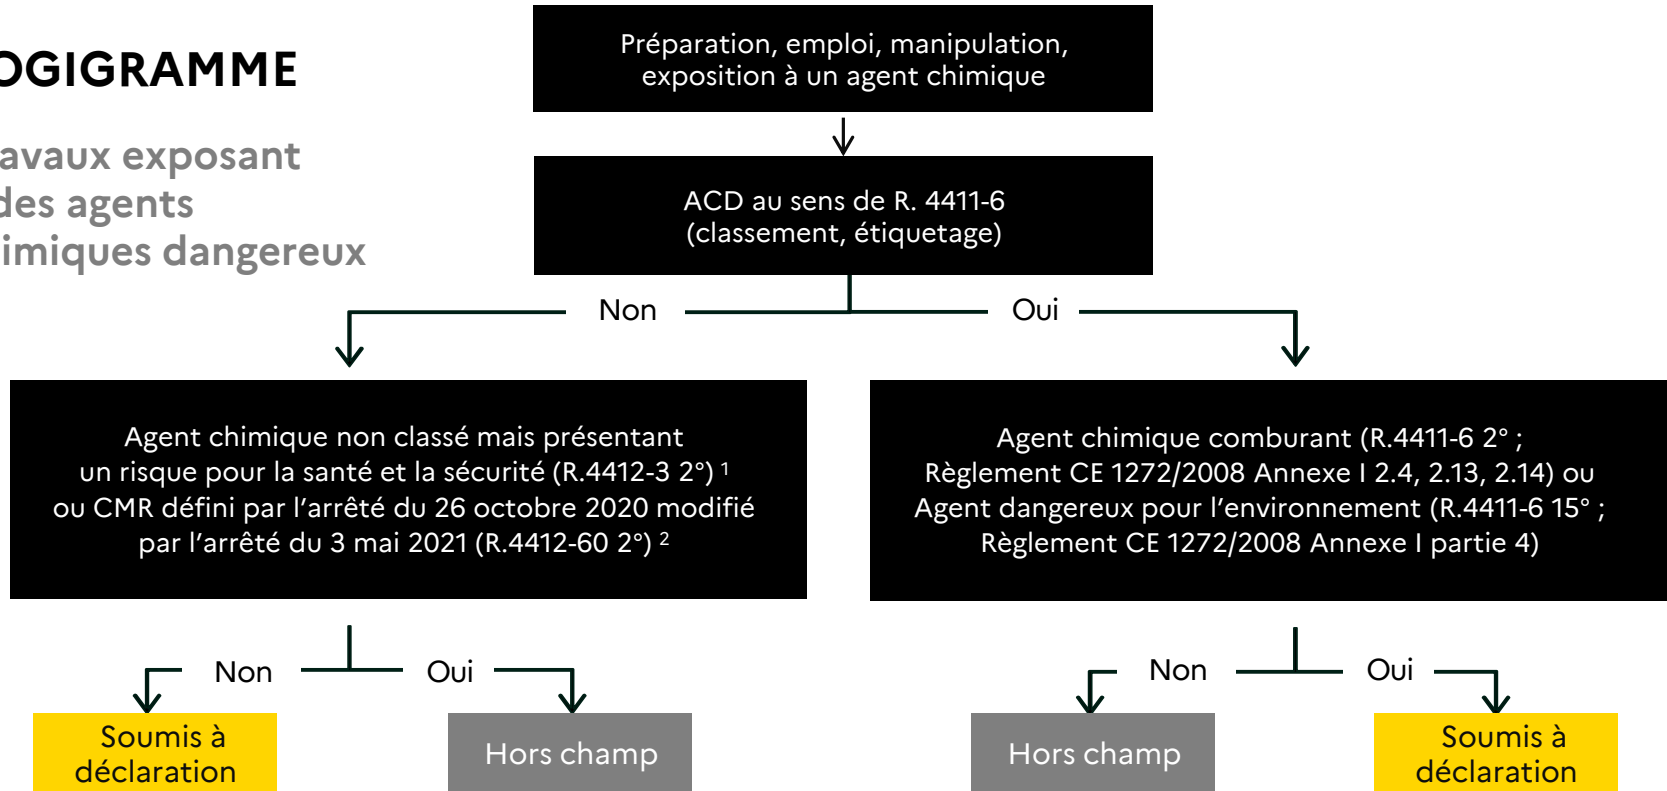 OGIGRAMME
avaux exposant
des agents
imiques dangereux
Préparation, emploi, manipulation,
exposition à un agent chimique
ACD au sens de R. 4411-6
(classement, étiquetage)
Non
Oui
Agent chimique non classé mais présentant
un risque pour la santé et la sécurité (R.4412-3 2°) ¹
ou CMR défini par l’arrêté du 26 octobre 2020 modifié
par l’arrêté du 3 mai 2021 (R.4412-60 2°) ²
Agent chimique comburant (R.4411-6 2° ;
Règlement CE 1272/2008 Annexe I 2.4, 2.13, 2.14) ou
Agent dangereux pour l’environnement (R.4411-6 15° ;
Règlement CE 1272/2008 Annexe I partie 4)
Non
Oui
Non
Oui
Soumis à
déclaration
Hors champ
Hors champ
Soumis à
déclaration